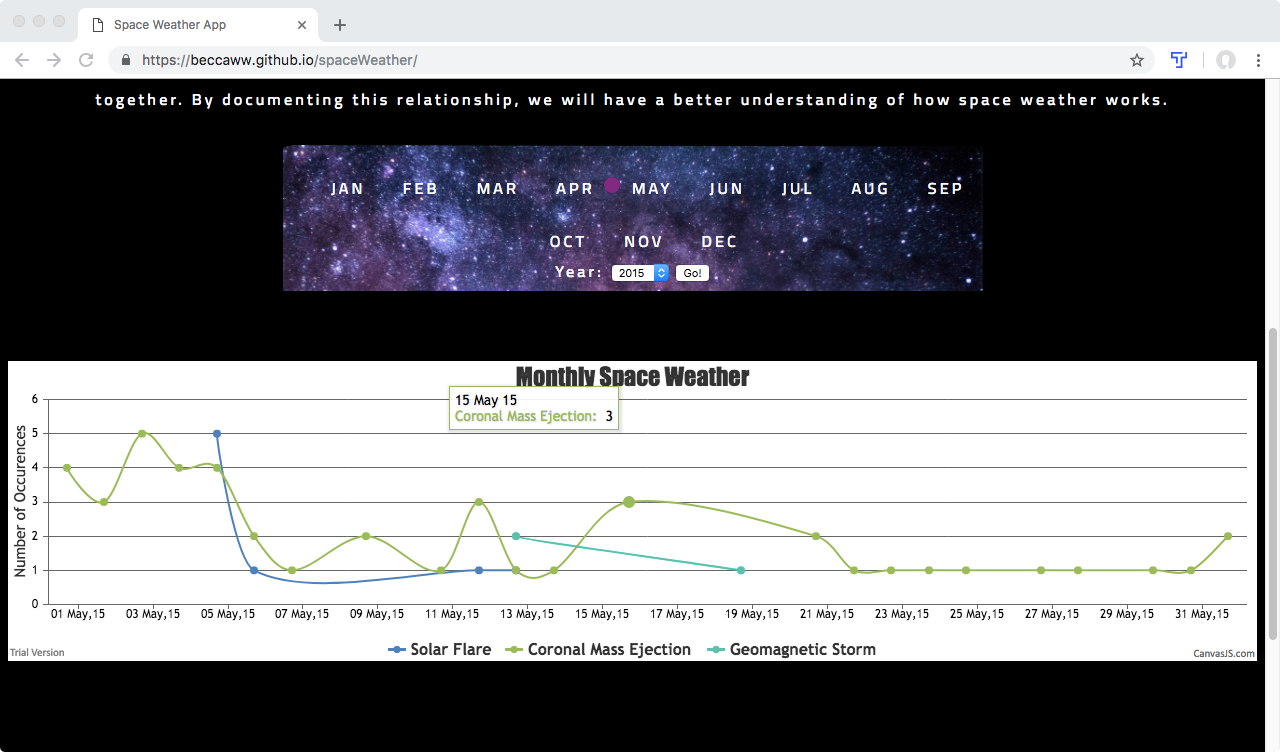 Space Weather App
https://beccaww.github.io/spaceWeather/
together. By documenting this relationship, we will have a better understanding of how space weather works.
JAN FEB MAR APR MAY JUN JUL AUG SEP
OCT NOV DEC
Year: 2015 Go!
Monthly Space Weather
15 May 15
Coronal Mass Ejection: 3
Number of Occurences
6
5
4
3
2
1
0
01 May,15 03 May,15 05 May,15 07 May,15 09 May,15 11 May,15 13 May,15 15 May,15 17 May,15 19 May,15 21 May,15 23 May,15 25 May,15 27 May,15 29 May,15 31 May,15
Solar Flare Coronal Mass Ejection Geomagnetic Storm
Trial Version CanvasJS.com